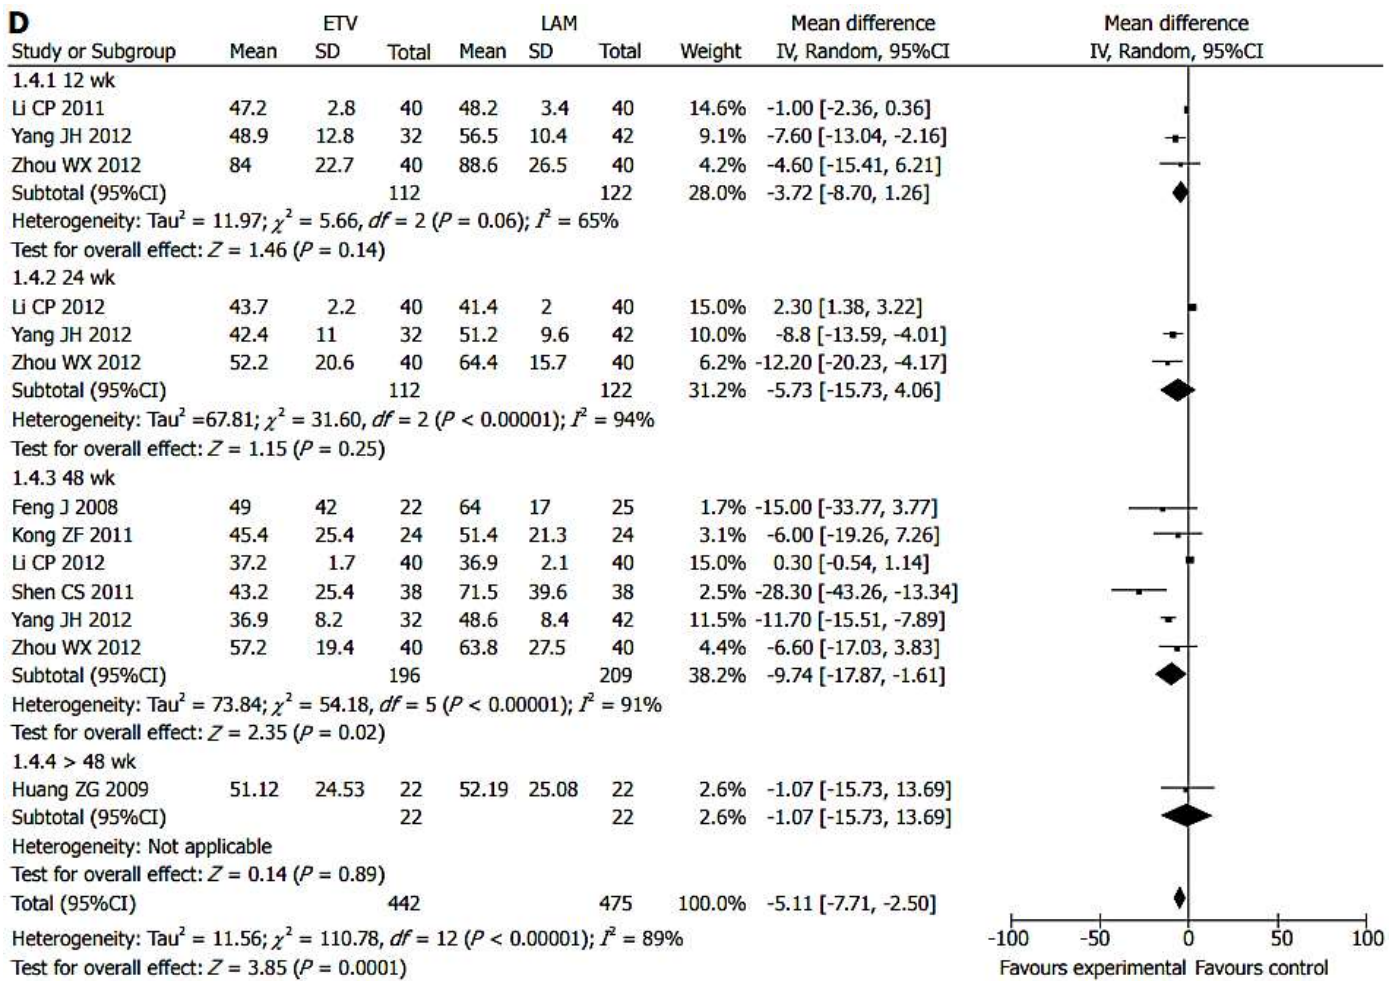 D ETV LAM Mean difference Mean difference
Study or Subgroup Mean SD Total Mean SD Total Weight IV, Random, 95%CI IV, Random, 95%CI
1.4.1 12 wk
Li CP 2011 47.2 2.8 40 48.2 3.4 40 14.6% -1.00 [-2.36, 0.36]
Yang JH 2012 48.9 12.8 32 56.5 10.4 42 9.1% -7.60 [-13.04, -2.16]
Zhou WX 2012 84 22.7 40 88.6 26.5 40 4.2% -4.60 [-15.41, 6.21]
Subtotal (95%CI) 112 122 28.0% -3.72 [-8.70, 1.26]
Heterogeneity: Tau² = 11.97; χ² = 5.66, df = 2 (P = 0.06); I² = 65%
Test for overall effect: Z = 1.46 (P = 0.14)
1.4.2 24 wk
Li CP 2012 43.7 2.2 40 41.4 2 40 15.0% 2.30 [1.38, 3.22]
Yang JH 2012 42.4 11 32 51.2 9.6 42 10.0% -8.8 [-13.59, -4.01]
Zhou WX 2012 52.2 20.6 40 64.4 15.7 40 6.2% -12.20 [-20.23, -4.17]
Subtotal (95%CI) 112 122 31.2% -5.73 [-15.73, 4.06]
Heterogeneity: Tau² =67.81; χ² = 31.60, df = 2 (P < 0.00001); I² = 94%
Test for overall effect: Z = 1.15 (P = 0.25)
1.4.3 48 wk
Feng J 2008 49 42 22 64 17 25 1.7% -15.00 [-33.77, 3.77]
Kong ZF 2011 45.4 25.4 24 51.4 21.3 24 3.1% -6.00 [-19.26, 7.26]
Li CP 2012 37.2 1.7 40 36.9 2.1 40 15.0% 0.30 [-0.54, 1.14]
Shen CS 2011 43.2 25.4 38 71.5 39.6 38 2.5% -28.30 [-43.26, -13.34]
Yang JH 2012 36.9 8.2 32 48.6 8.4 42 11.5% -11.70 [-15.51, -7.89]
Zhou WX 2012 57.2 19.4 40 63.8 27.5 40 4.4% -6.60 [-17.03, 3.83]
Subtotal (95%CI) 196 209 38.2% -9.74 [-17.87, -1.61]
Heterogeneity: Tau² = 73.84; χ² = 54.18, df = 5 (P < 0.00001); I² = 91%
Test for overall effect: Z = 2.35 (P = 0.02)
1.4.4 > 48 wk
Huang ZG 2009 51.12 24.53 22 52.19 25.08 22 2.6% -1.07 [-15.73, 13.69]
Subtotal (95%CI) 22 22 2.6% -1.07 [-15.73, 13.69]
Heterogeneity: Not applicable
Test for overall effect: Z = 0.14 (P = 0.89)
Total (95%CI) 442 475 100.0% -5.11 [-7.71, -2.50]
Heterogeneity: Tau² = 11.56; χ² = 110.78, df = 12 (P < 0.00001); I² = 89%
-100 -50 0 50 100
Test for overall effect: Z = 3.85 (P = 0.0001)
Favours experimental Favours control